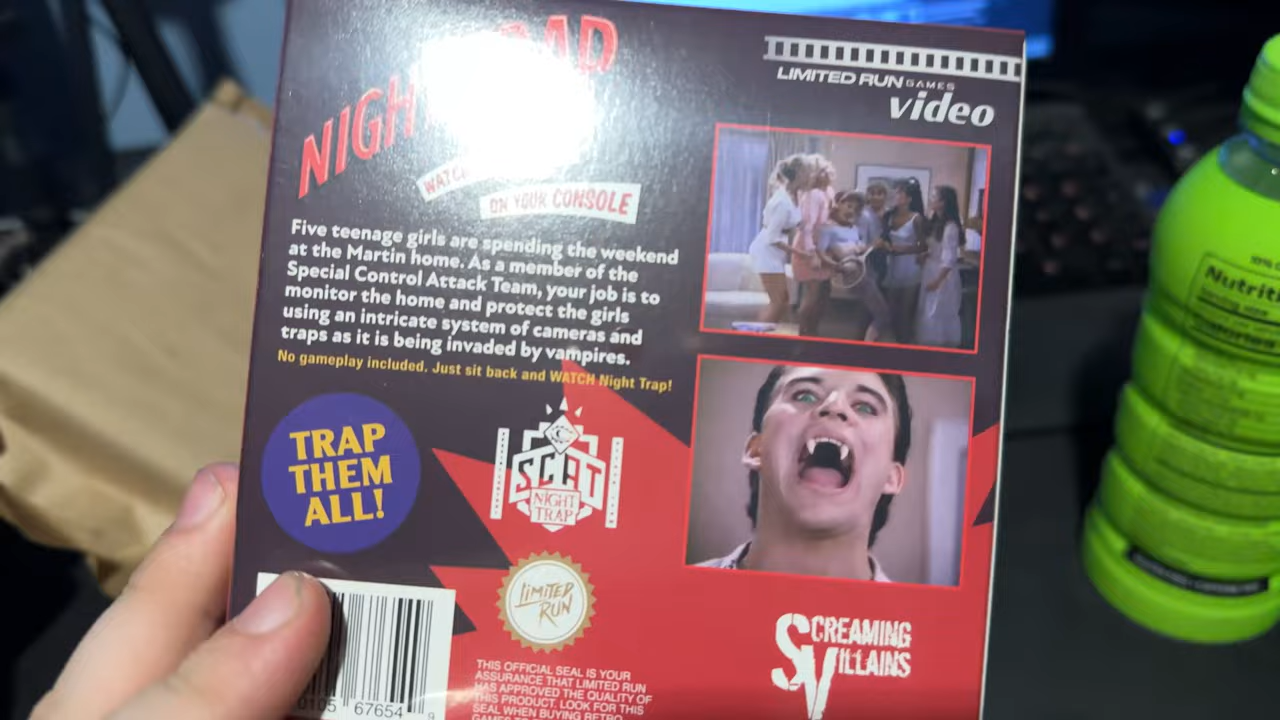 LIMITED RUN GAMES
video
ON YOUR CONSOLE
Five teenage girls are spending the weekend
at the Martin home. As a member of the
Special Control Attack Team, your job is to
monitor the home and protect the girls
using an intricate system of cameras and
traps as it is being invaded by vampires.
No gameplay included. Just sit back and WATCH Night Trap!
TRAP
THEM
ALL!
SCAT
NIGHT
TRAP
LIMITED
RUN
SCREAMING
VILLAINS
THIS OFFICIAL SEAL IS YOUR
ASSURANCE THAT LIMITED RUN
HAS APPROVED THE QUALITY OF
THIS PRODUCT. LOOK FOR THIS
SEAL WHEN BUYING RETRO
0105 67654 9